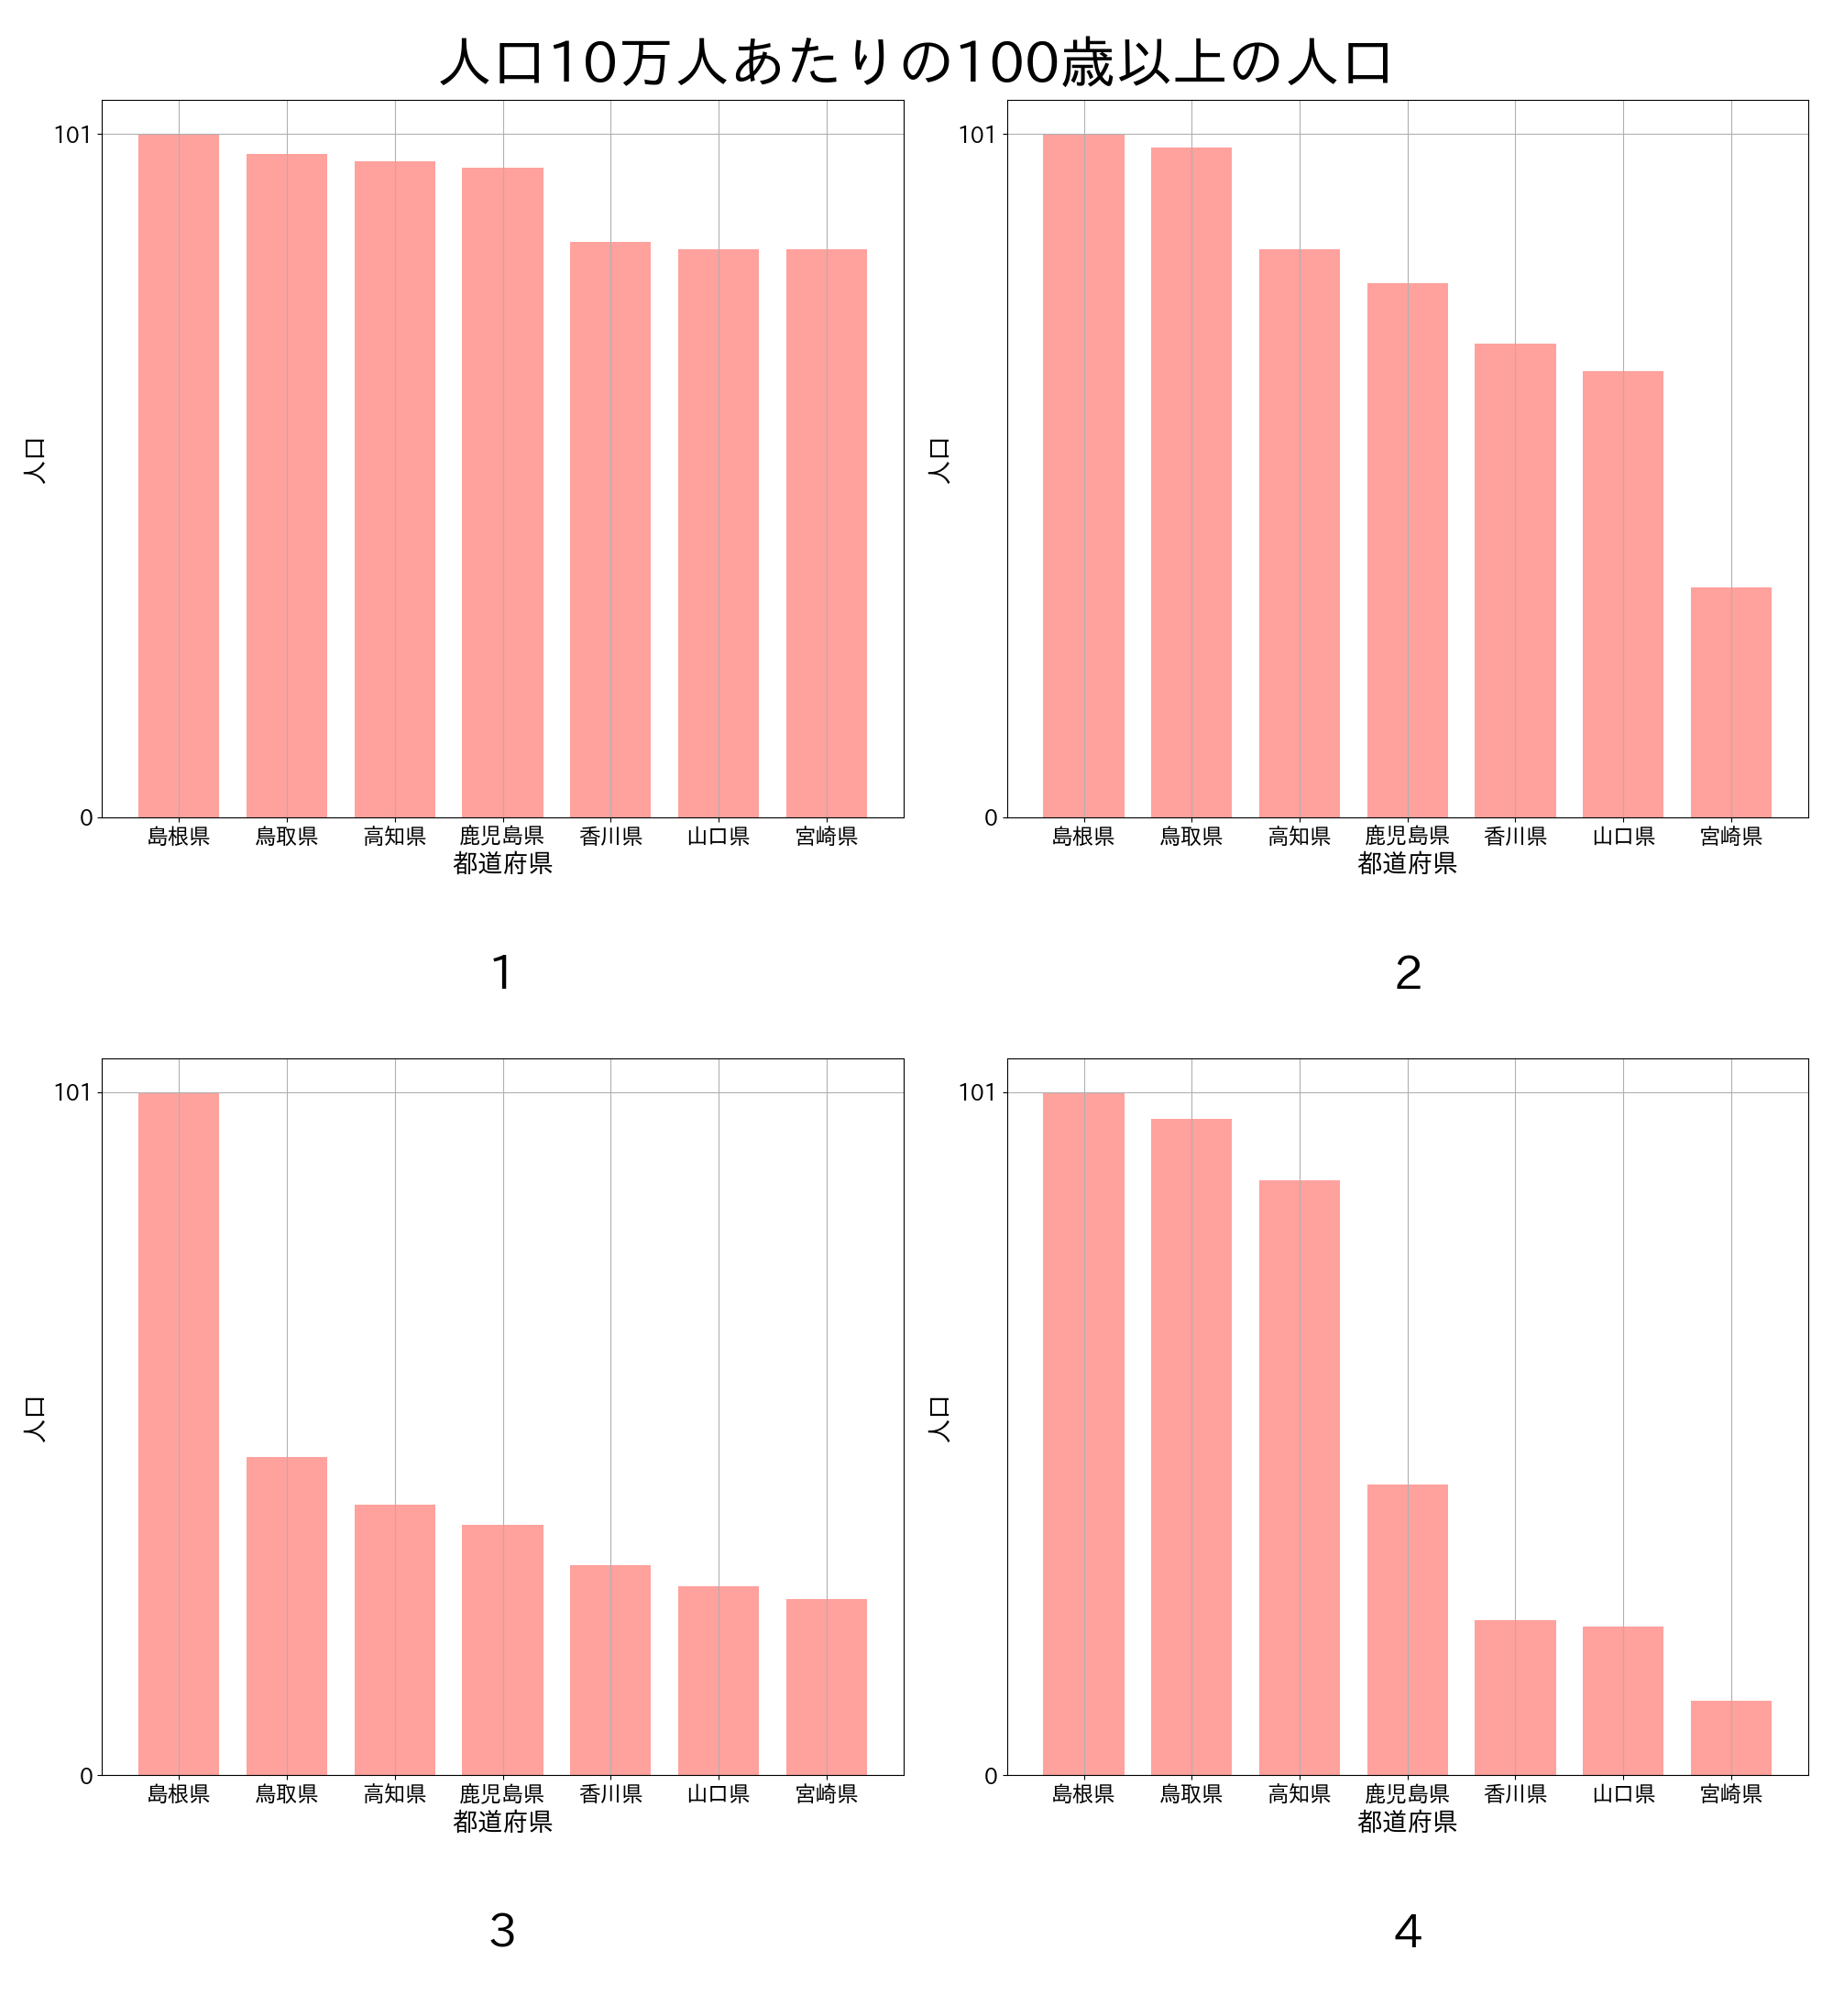 人口10万人あたりの100歳以上の人口
101
人口
0
島根県 鳥取県 高知県 鹿児島県 香川県 山口県 宮崎県
都道府県
1
101
人口
0
島根県 鳥取県 高知県 鹿児島県 香川県 山口県 宮崎県
都道府県
2
101
人口
0
島根県 鳥取県 高知県 鹿児島県 香川県 山口県 宮崎県
都道府県
3
101
人口
0
島根県 鳥取県 高知県 鹿児島県 香川県 山口県 宮崎県
都道府県
4